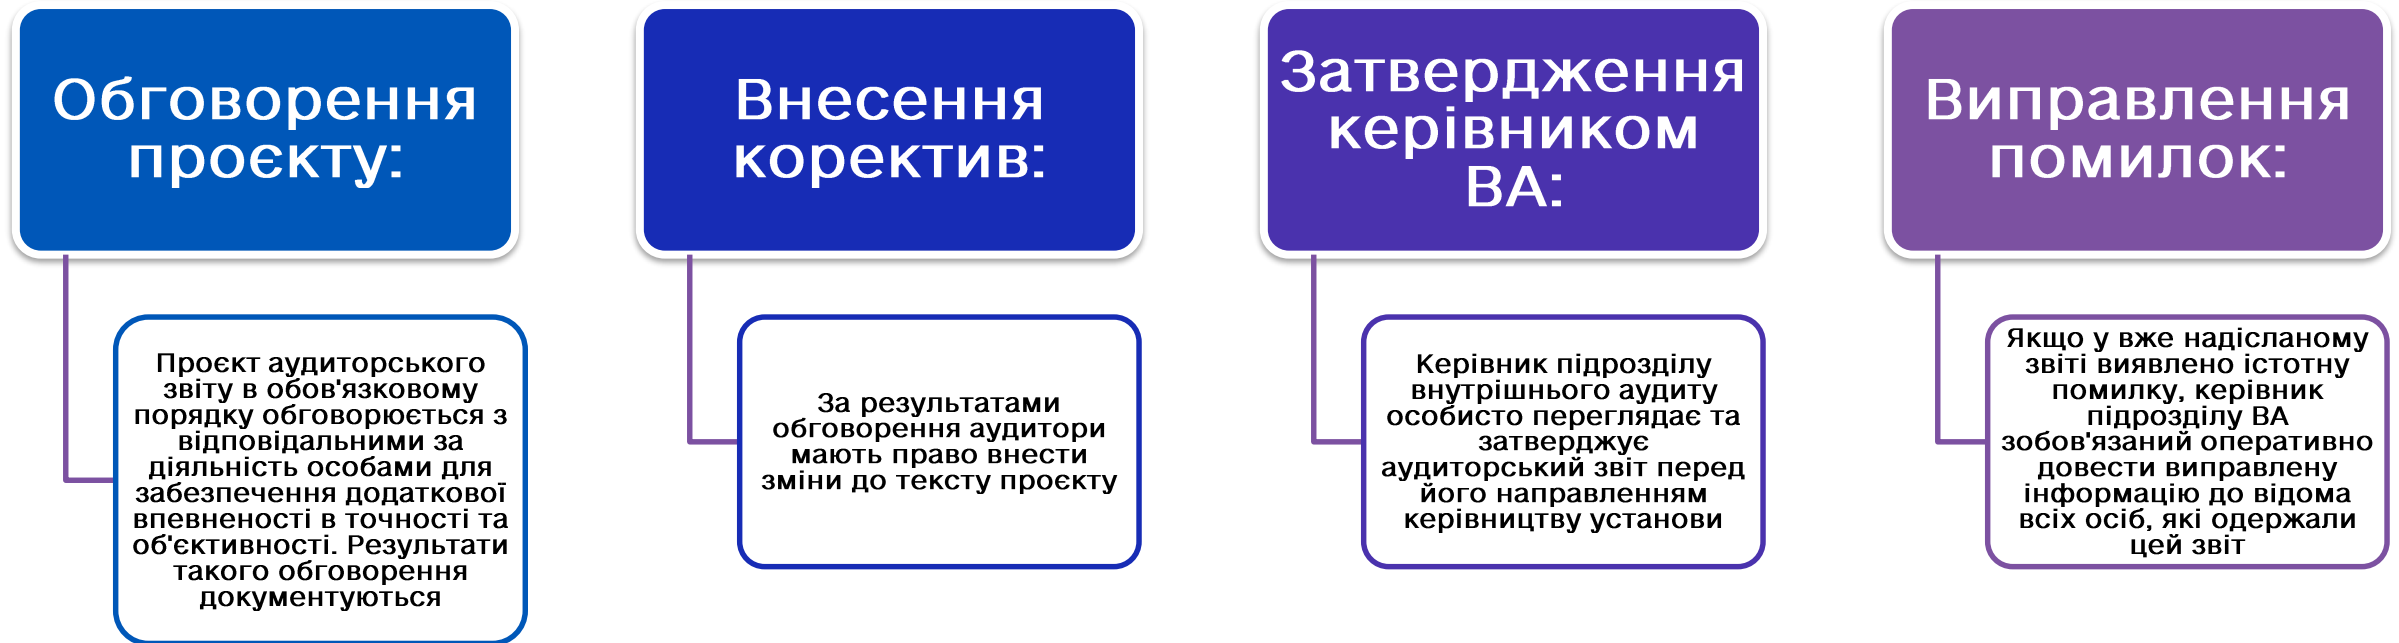 Обговорення
проєкту:
Проєкт аудиторського
звіту в обов'язковому
порядку обговорюється з
відповідальними за
діяльність особами для
забезпечення додаткової
впевненості в точності та
об'єктивності. Результати
такого обговорення
документуються
Внесення
коректив:
За результатами
обговорення аудитори
мають право внести
зміни до тексту проєкту
Затвердження
керівником
ВА:
Керівник підрозділу
внутрішнього аудиту
особисто переглядає та
затверджує
аудиторський звіт перед
його направленням
керівництву установи
Виправлення
помилок:
Якщо у вже надісланому
звіті виявлено істотну
помилку, керівник
підрозділу ВА
зобов'язаний оперативно
довести виправлену
інформацію до відома
всіх осіб, які одержали
цей звіт